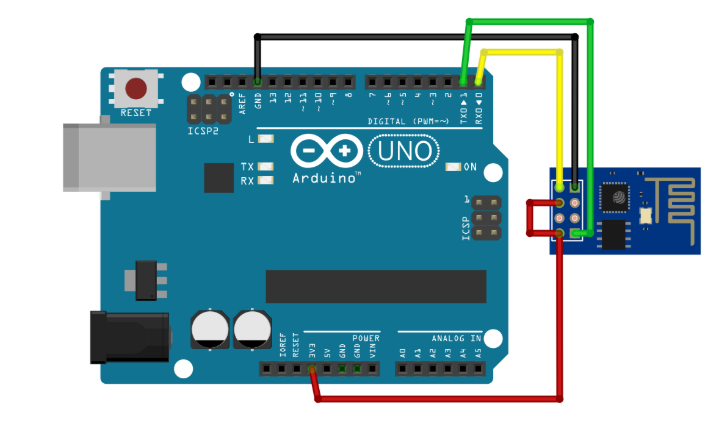 RESET
ICSP2
AREF
GND
13
12
~11
~10
~9
8
7
~6
~5
4
~3
2
TX0▶1
RX0◀0
DIGITAL (PWM=~)
L
TX
RX
Arduino™
UNO
ON
1
ICSP
POWER
ANALOG IN
IOREF
RESET
3V3
5V
GND
GND
VIN
A0
A1
A2
A3
A4
A5